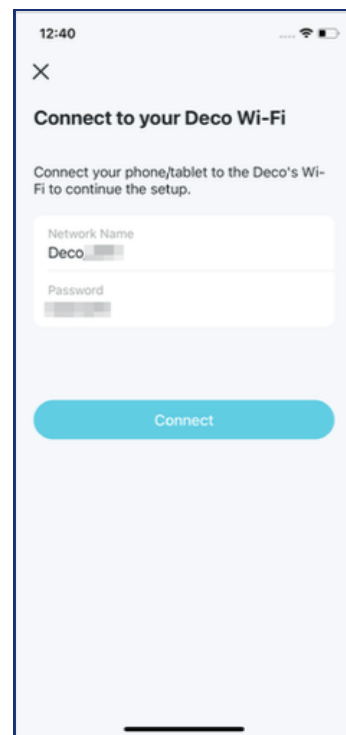 12:40
Connect to your Deco Wi-Fi
Connect your phone/tablet to the Deco's Wi-
Fi to continue the setup.
Network Name
Deco_
Password
Connect